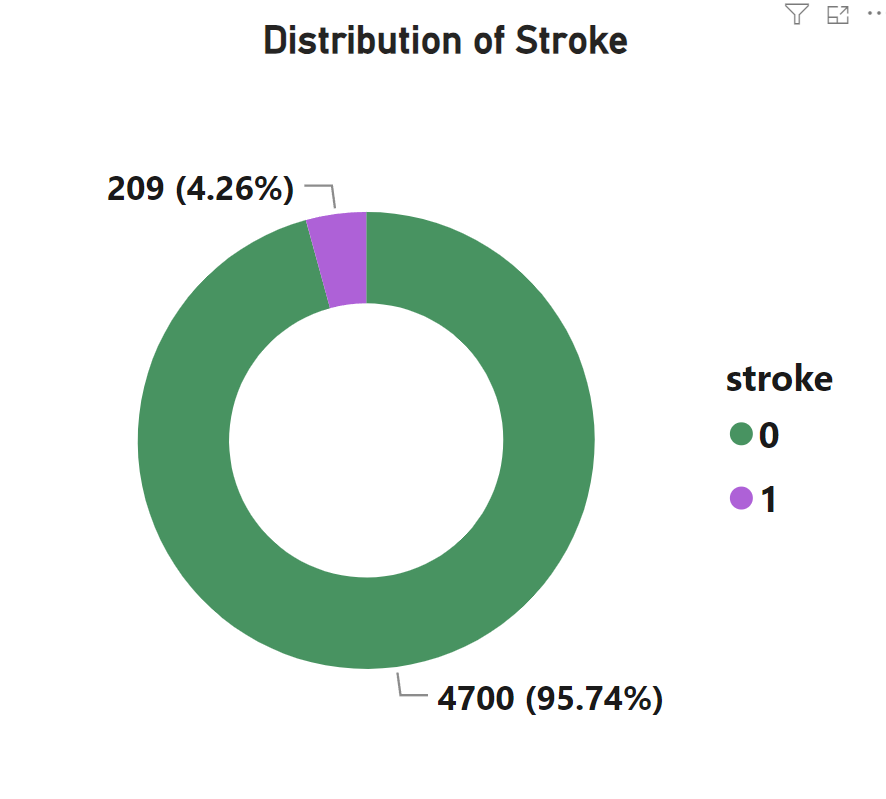 Distribution of Stroke
209 (4.26%)
stroke
0
1
4700 (95.74%)